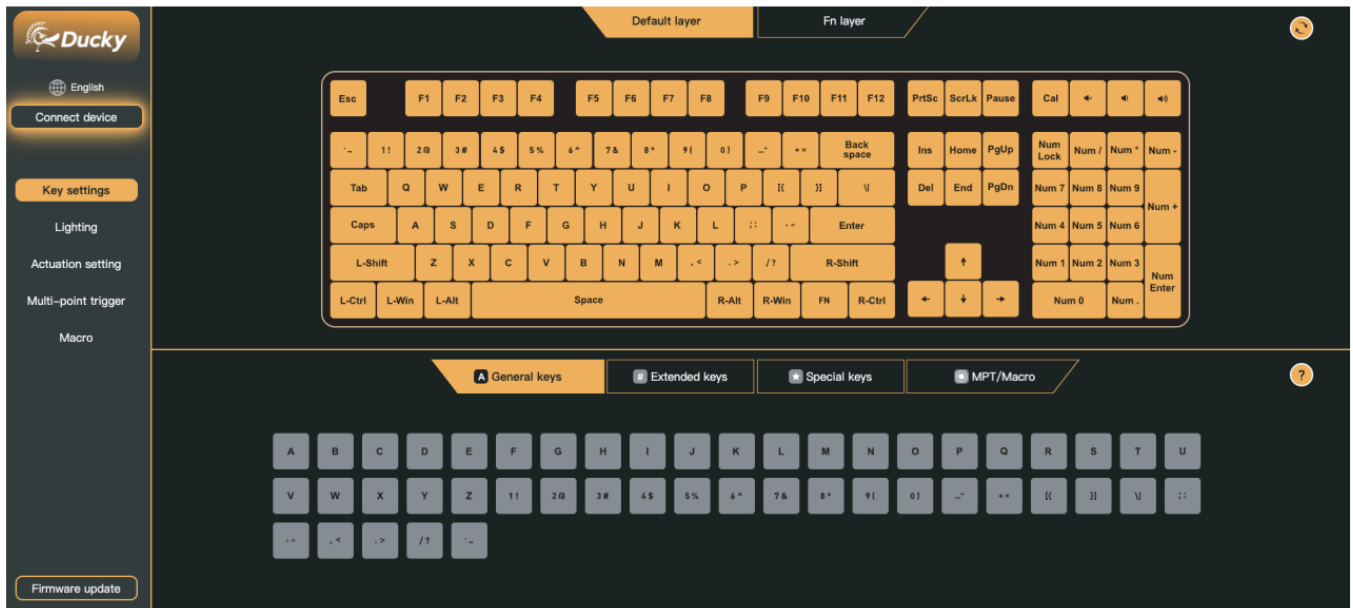 Ducky
English
Connect device
Key settings
Lighting
Actuation setting
Multi-point trigger
Macro
Firmware update
Default layer Fn layer
Esc F1 F2 F3 F4 F5 F6 F7 F8 F9 F10 F11 F12 PrtSc ScrLk Pause Cal
`~ 1! 2@ 3# 4$ 5% 6^ 7& 8* 9( 0) Back space Ins Home PgUp Num Lock Num / Num * Num -
Tab Q W E R T Y U I O P [{ }] \| Del End PgDn Num 7 Num 8 Num 9 Num +
Caps A S D F G H J K L ;: Enter Num 4 Num 5 Num 6
L-Shift Z X C V B N M ,< .> /? R-Shift ↑ Num 1 Num 2 Num 3 Num Enter
L-Ctrl L-Win L-Alt Space R-Alt R-Win FN R-Ctrl ← ↓ → Num 0 Num .
A General keys # Extended keys Special keys MPT/Macro ?
A B C D E F G H I J K L M N O P Q R S T U
V W X Y Z 1! 2@ 3# 4$ 5% 6^ 7& 8* 9( 0) [{ }] \| ;:
,< .> /? `~